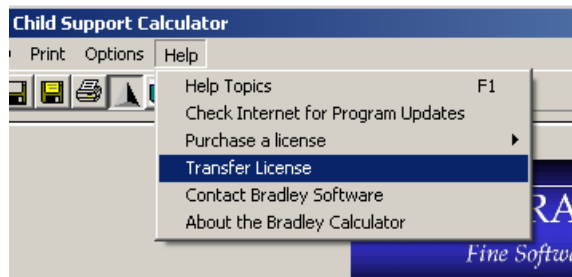 Child Support Calculator
Print Options Help
Help Topics F1
Check Internet for Program Updates
Purchase a license
Transfer License
Contact Bradley Software
About the Bradley Calculator
Fine